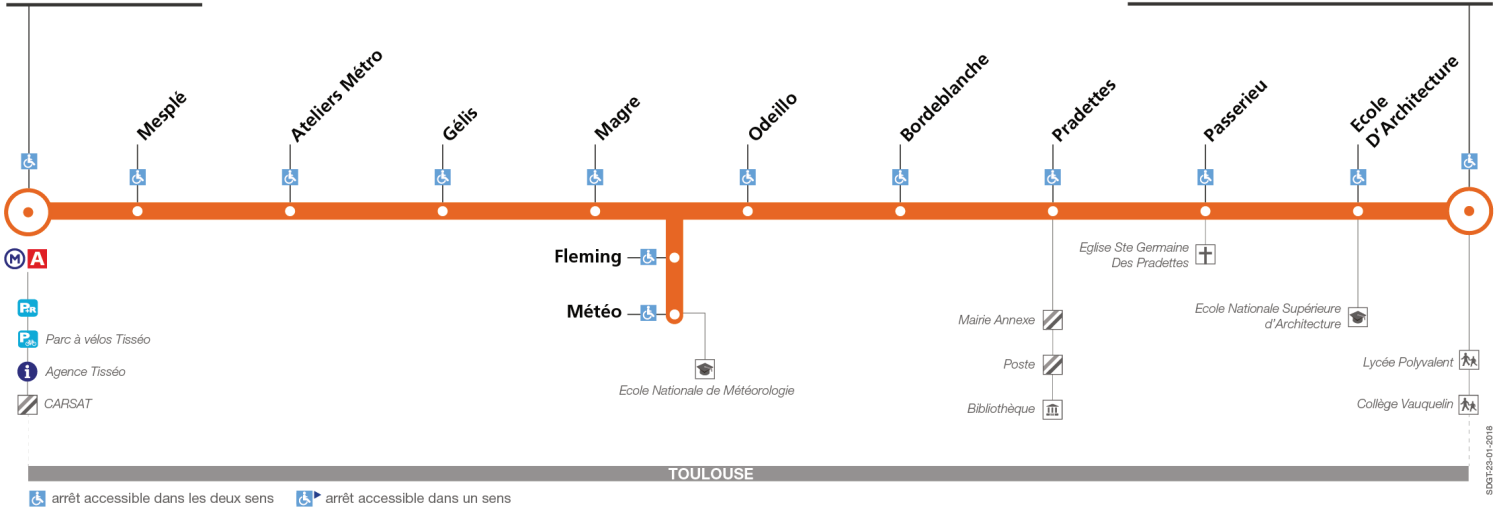 Mesplé
Ateliers Métro
Gélis
Magre
Odeillo
Bordeblanche
Pradettes
Passerieu
Ecole
D'Architecture
M A
P+R
Parc à vélos Tisséo
Agence Tisséo
CARSAT
Fleming
Météo
Ecole Nationale de Météorologie
Mairie Annexe
Poste
Bibliothèque
Eglise Ste Germaine
Des Pradettes
Ecole Nationale Supérieure
d'Architecture
Lycée Polyvalent
Collège Vauquelin
TOULOUSE
arrêt accessible dans les deux sens
arrêt accessible dans un sens
SDGT-23-01-2018